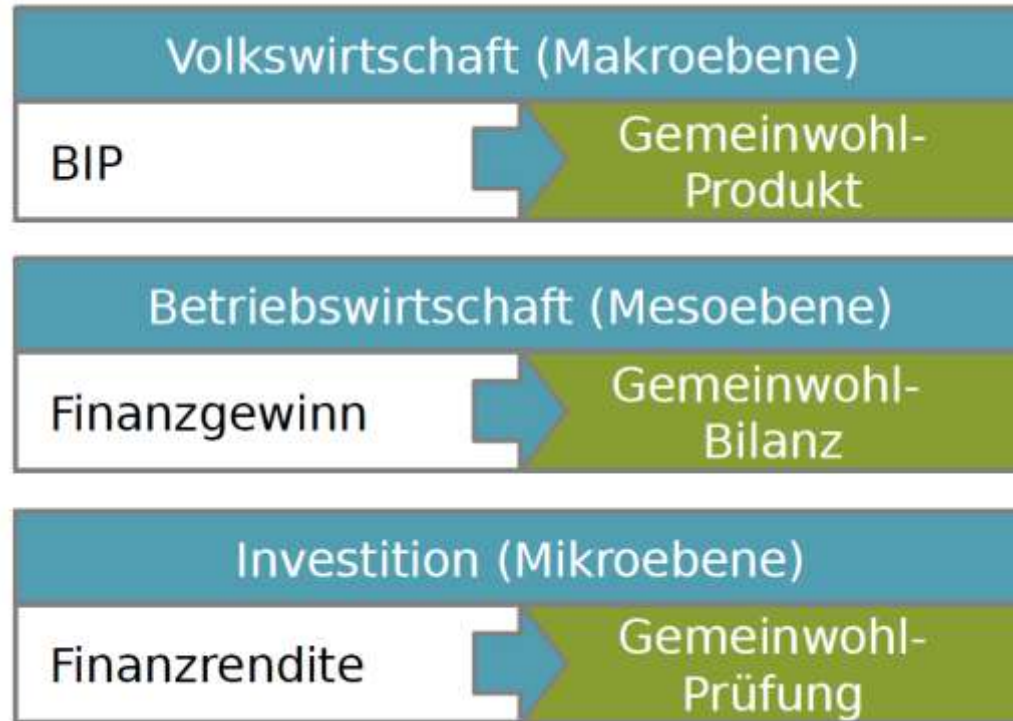 Volkswirtschaft (Makroebene)
BIP
Gemeinwohl-
Produkt
Betriebswirtschaft (Mesoebene)
Finanzgewinn
Gemeinwohl-
Bilanz
Investition (Mikroebene)
Finanzrendite
Gemeinwohl-
Prüfung